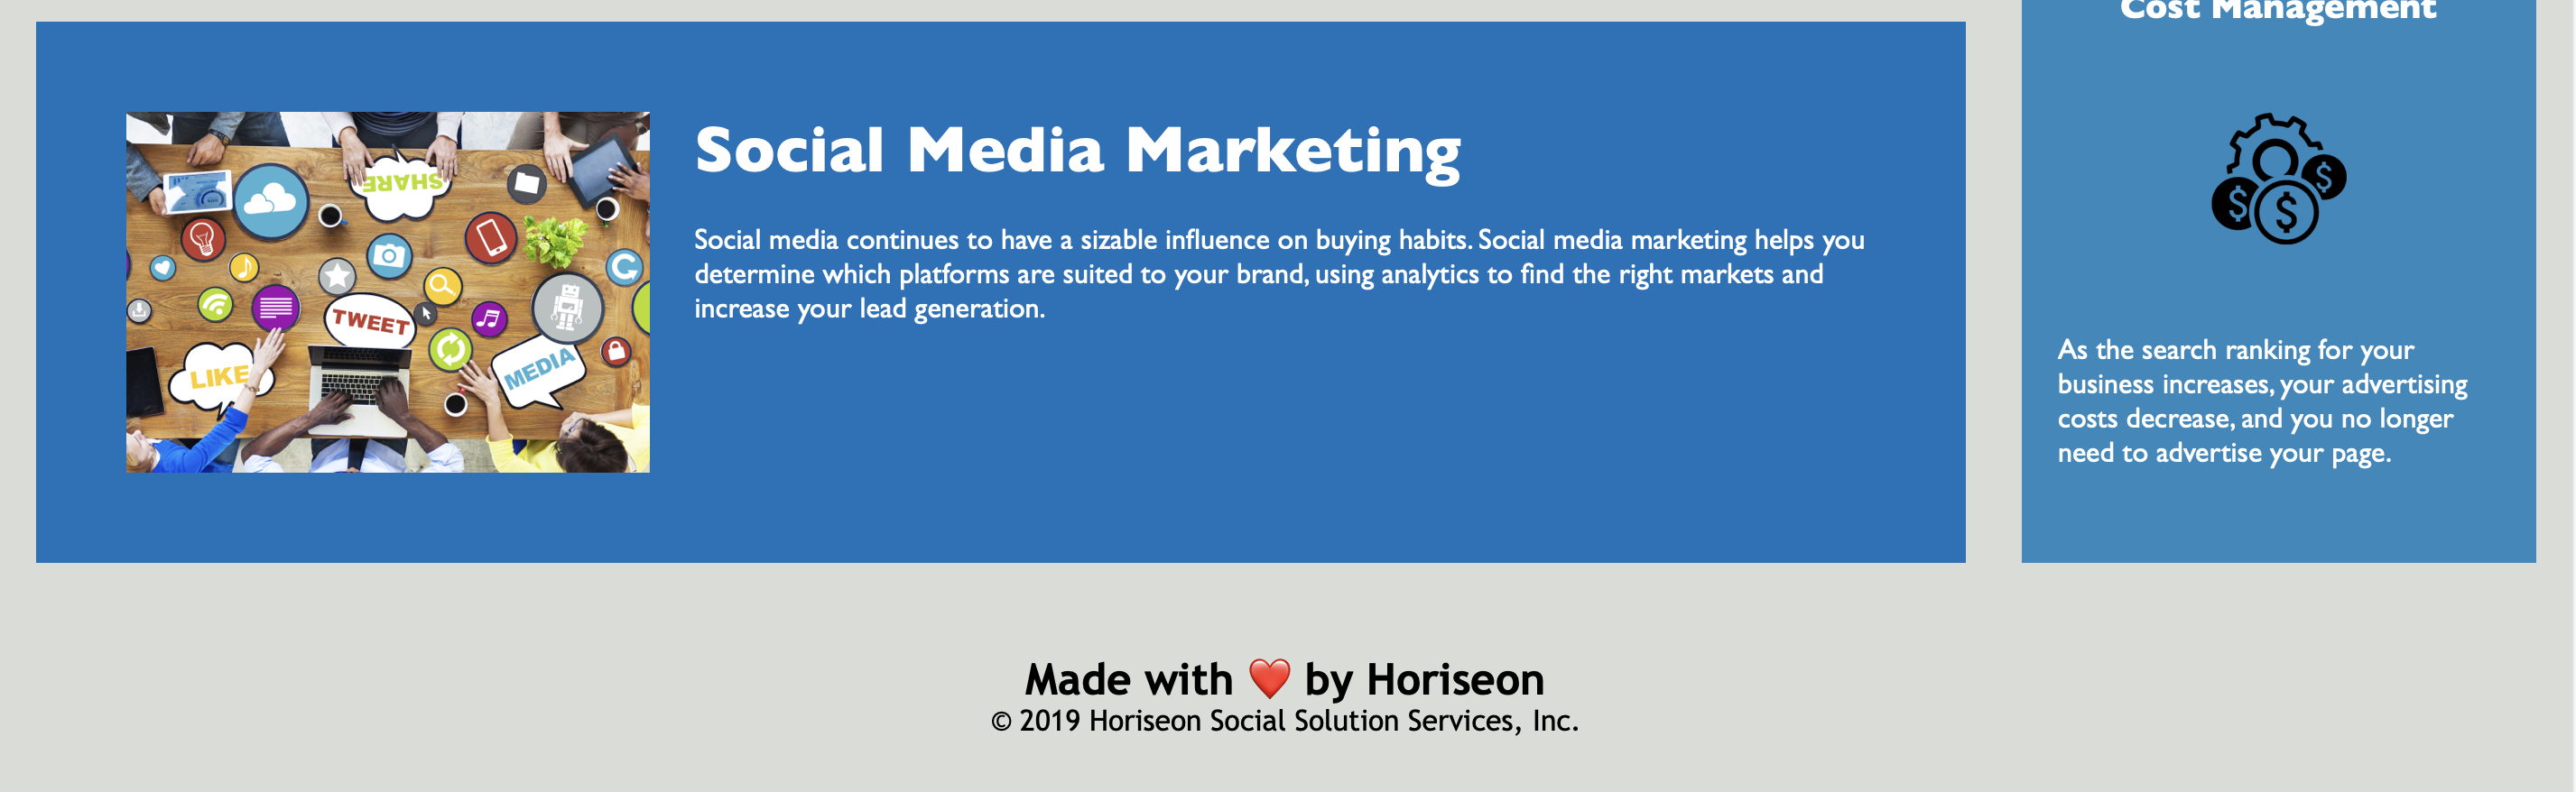 Cost Management
Social Media Marketing
Social media continues to have a sizable influence on buying habits. Social media marketing helps you
determine which platforms are suited to your brand, using analytics to find the right markets and
increase your lead generation.
SHARE
TWEET
LIKE
MEDIA
$
$
$
As the search ranking for your
business increases, your advertising
costs decrease, and you no longer
need to advertise your page.
Made with ❤️ by Horiseon
© 2019 Horiseon Social Solution Services, Inc.